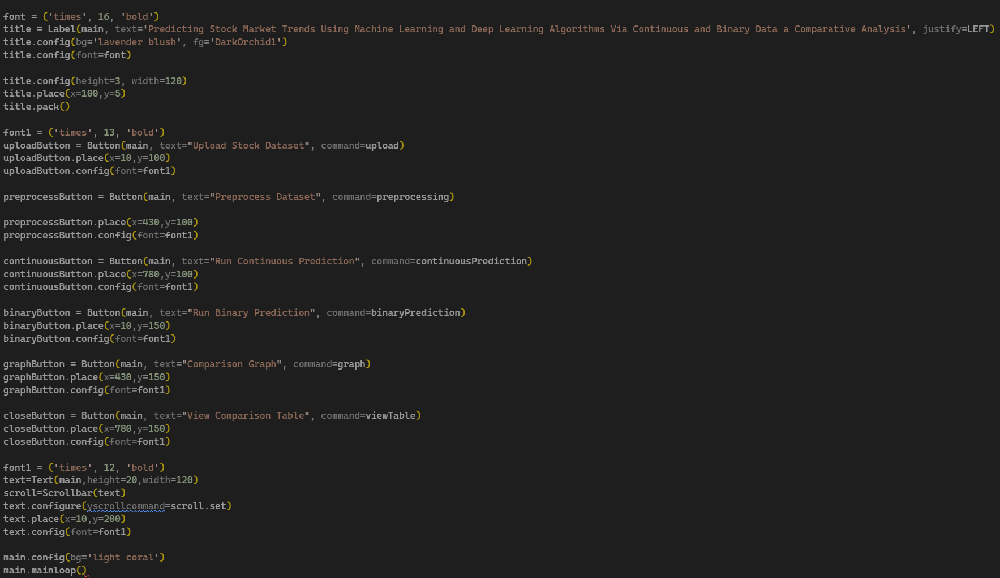 font = ('times', 16, 'bold')
title = Label(main, text='Predicting Stock Market Trends Using Machine Learning and Deep Learning Algorithms Via Continuous and Binary Data a Comparative Analysis', justify=LEFT)
title.config(bg='lavender blush', fg='DarkOrchid1')
title.config(font=font)

title.config(height=3, width=120)
title.place(x=100,y=5)
title.pack()

font1 = ('times', 13, 'bold')
uploadButton = Button(main, text="Upload Stock Dataset", command=upload)
uploadButton.place(x=10,y=100)
uploadButton.config(font=font1)

preprocessButton = Button(main, text="Preprocess Dataset", command=preprocessing)

preprocessButton.place(x=430,y=100)
preprocessButton.config(font=font1)

continuousButton = Button(main, text="Run Continuous Prediction", command=continuousPrediction)
continuousButton.place(x=780,y=100)
continuousButton.config(font=font1)

binaryButton = Button(main, text="Run Binary Prediction", command=binaryPrediction)
binaryButton.place(x=10,y=150)
binaryButton.config(font=font1)

graphButton = Button(main, text="Comparison Graph", command=graph)
graphButton.place(x=430,y=150)
graphButton.config(font=font1)

closeButton = Button(main, text="View Comparison Table", command=viewTable)
closeButton.place(x=780,y=150)
closeButton.config(font=font1)

font1 = ('times', 12, 'bold')
text=Text(main,height=20,width=120)
scroll=Scrollbar(text)
text.configure(yscrollcommand=scroll.set)
text.place(x=10,y=200)
text.config(font=font1)

main.config(bg='light coral')
main.mainloop()